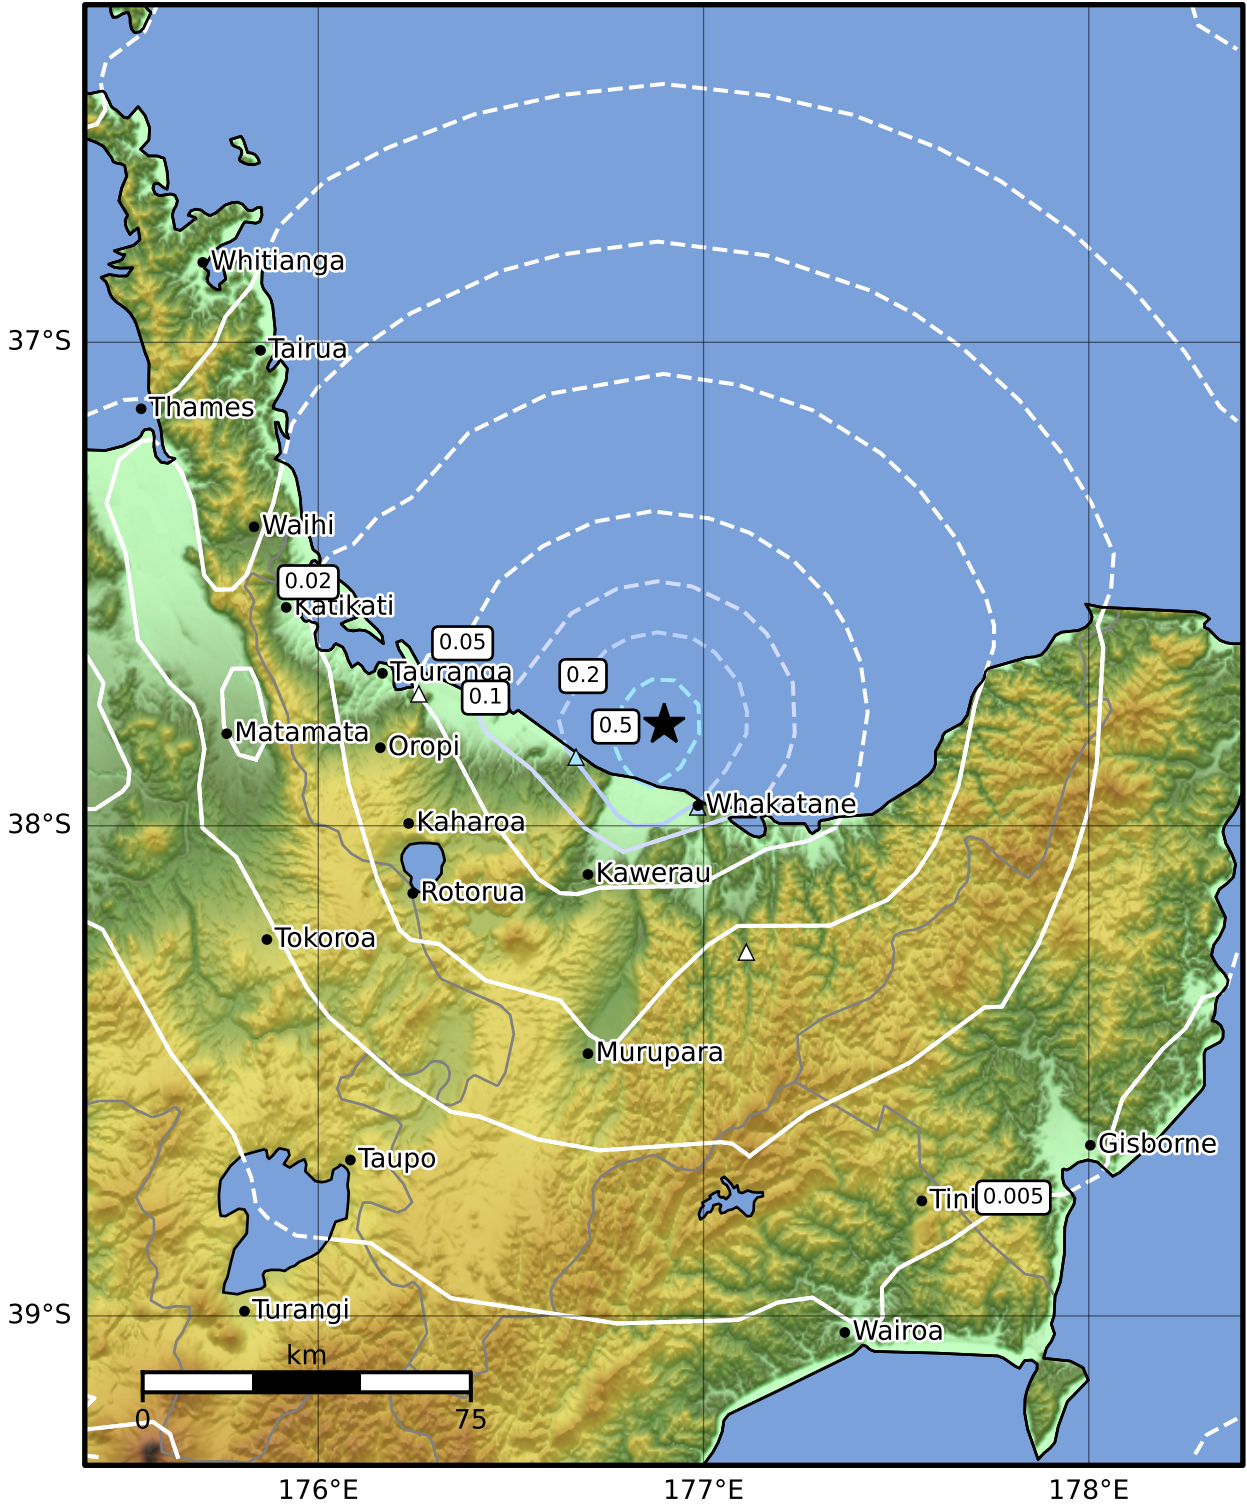 Whitianga
37°S
Tairua
Thames
Waihi
0.02
Katikati
0.05
Tauranga
0.2
0.1
0.5
Matamata
Oropi
Whakatane
38°S
Kaharoa
Kawerau
Rotorua
Tokoroa
Murupara
Gisborne
Taupo
Tini
0.005
Turangi
39°S
Wairoa
km
0
75
176°E
177°E
178°E